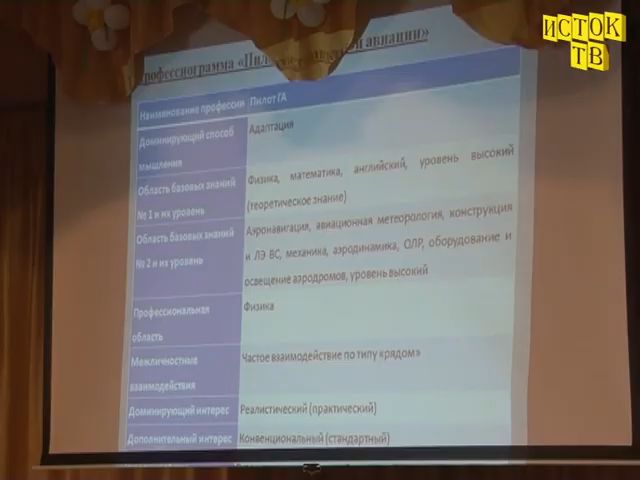 ИСТОК
ТВ
Профессиограмма «Пил авиации»
Наименование профессии Пилот ГА
Доминирующий способ
мышления
Адаптация
Область базовых знаний
№ 1 и их уровень
Физика, математика, английский, уровень высокий
(теоретическое знание)
Область базовых знаний
№ 2 и их уровень
Аэронавигация, авиационная метеорология, конструкция
и ЛЭ ВС, механика, аэродинамика, ОЛР, оборудование и
освещение аэродромов, уровень высокий
Профессиональная
область
Физика
Межличностные
взаимодействия
Частое взаимодействие по типу «рядом»
Доминирующий интерес
Реалистический (практический)
Дополнительный интерес
Конвенциональный (стандартный)